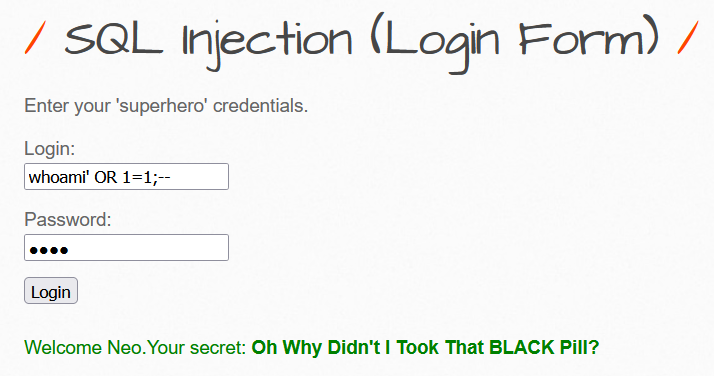 / SQL Injection (Login Form) /
Enter your 'superhero' credentials.
Login:
whoami' OR 1=1;--
Password:
●●●●
Login
Welcome Neo.Your secret: Oh Why Didn't I Took That BLACK Pill?